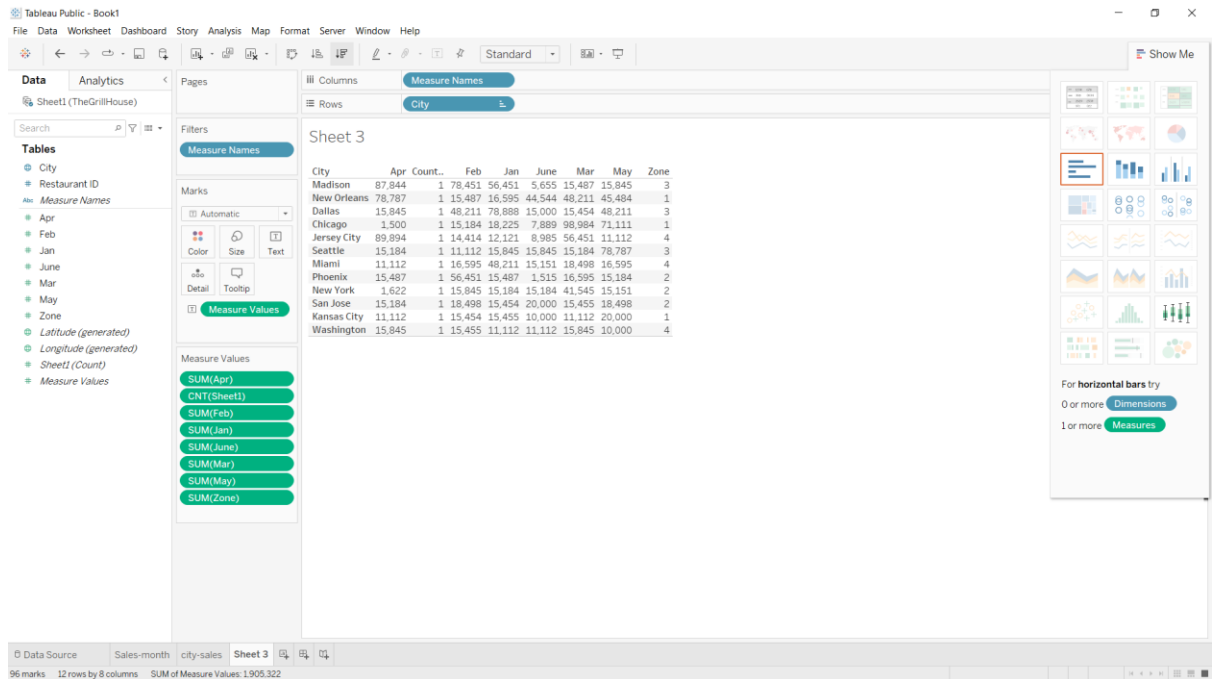 Tableau Public - Book1
File Data Worksheet Dashboard Story Analysis Map Format Server Window Help
Standard
Show Me
Data Analytics
Sheet1 (TheGrillHouse)
Search
Tables
City
Restaurant ID
Abc Measure Names
Apr
Feb
Jan
June
Mar
May
Zone
Latitude (generated)
Longitude (generated)
Sheet1 (Count)
Measure Values
Pages
Filters
Measure Names
Marks
Automatic
Color Size Text
Detail Tooltip
Measure Values
Measure Values
SUM(Apr)
CNT(Sheet1)
SUM(Feb)
SUM(Jan)
SUM(June)
SUM(Mar)
SUM(May)
SUM(Zone)
Columns Measure Names
Rows City
Sheet 3
City Apr Count.. Feb Jan June Mar May Zone
Madison 87,844 1 78,451 56,451 5,655 15,487 15,845 3
New Orleans 78,787 1 15,487 16,595 44,544 48,211 45,484 1
Dallas 15,845 1 48,211 78,888 15,000 15,454 48,211 3
Chicago 1,500 1 15,184 18,225 7,889 98,984 71,111 1
Jersey City 89,894 1 14,414 12,121 8,985 56,451 11,112 4
Seattle 15,184 1 11,112 15,845 15,845 15,184 78,787 3
Miami 11,112 1 16,595 48,211 15,151 18,498 16,595 4
Phoenix 15,487 1 56,451 15,487 1,515 16,595 15,184 2
New York 1,622 1 15,845 15,184 15,184 41,545 15,151 2
San Jose 15,184 1 18,498 15,454 20,000 15,455 18,498 2
Kansas City 11,112 1 15,454 15,455 10,000 11,112 20,000 1
Washington 15,845 1 15,455 11,112 11,112 15,845 10,000 4
For horizontal bars try
0 or more Dimensions
1 or more Measures
Data Source Sales-month city-sales Sheet 3
96 marks 12 rows by 8 columns SUM of Measure Values: 1,905,322